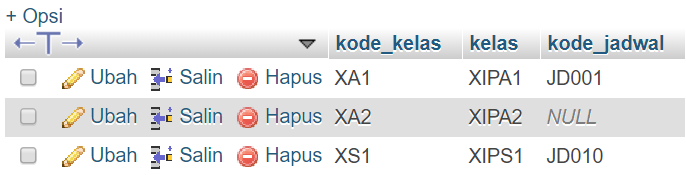 + Opsi
kode_kelas kelas kode_jadwal
Ubah Salin Hapus XA1 XIPA1 JD001
Ubah Salin Hapus XA2 XIPA2 NULL
Ubah Salin Hapus XS1 XIPS1 JD010